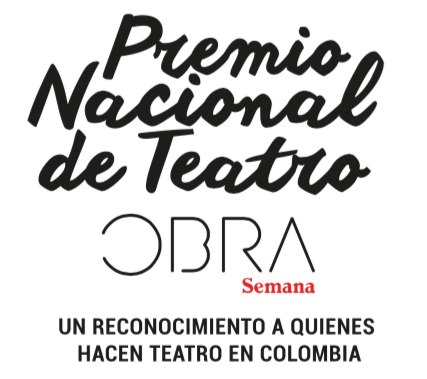 Premio
Nacional
de Teatro
OBRA
Semana
UN RECONOCIMIENTO A QUIENES
HACEN TEATRO EN COLOMBIA